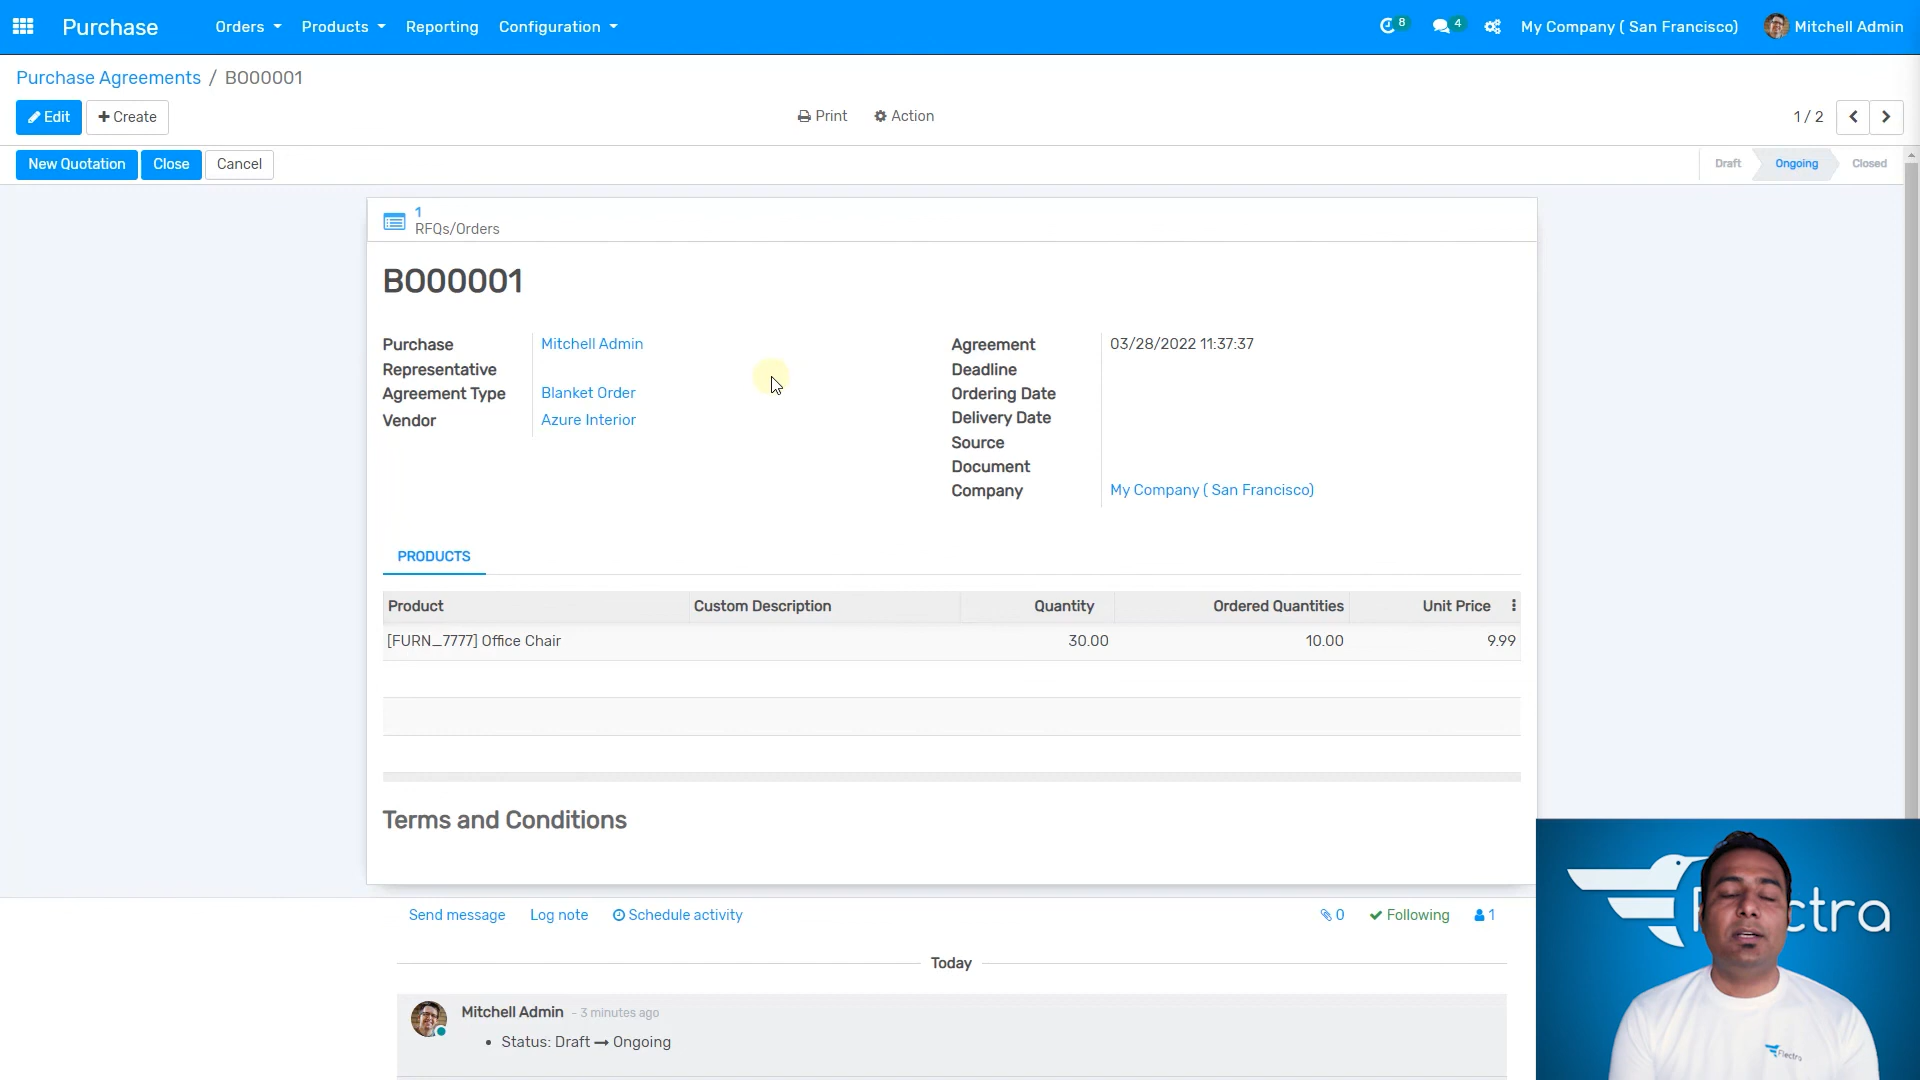 Purchase Orders Products Reporting Configuration 8 4 My Company ( San Francisco) Mitchell Admin
Purchase Agreements / BO00001
Edit Create Print Action 1 / 2
New Quotation Close Cancel Draft Ongoing Closed
1
RFQs/Orders
BO00001
Purchase Representative Mitchell Admin
Agreement Type Blanket Order
Vendor Azure Interior
Agreement Deadline 03/28/2022 11:37:37
Ordering Date
Delivery Date
Source Document
Company My Company ( San Francisco)
PRODUCTS
Product Custom Description Quantity Ordered Quantities Unit Price
[FURN_7777] Office Chair 30.00 10.00 9.99
Terms and Conditions
Send message Log note Schedule activity 0 Following 1
Today
Mitchell Admin - 3 minutes ago
• Status: Draft → Ongoing
Flectra
Flectra